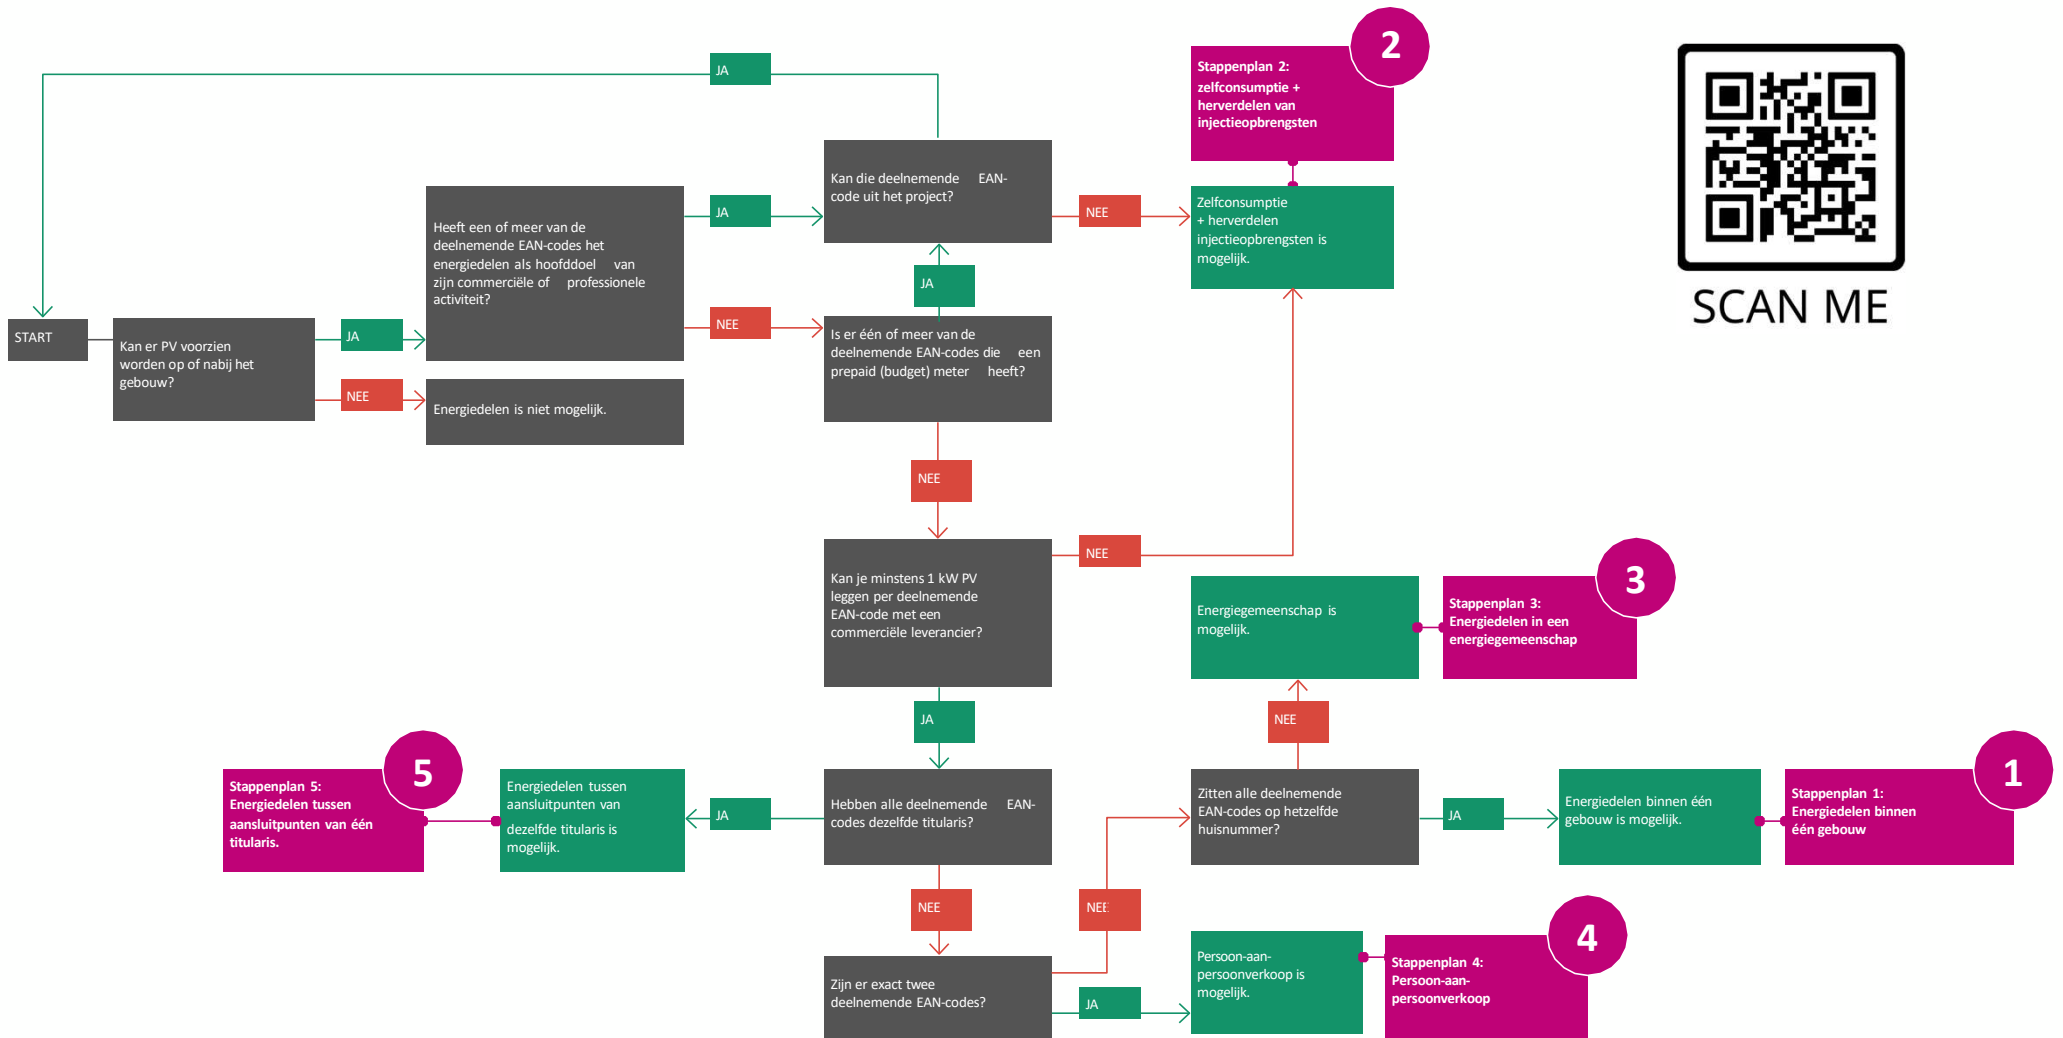 JA
2
Stappenplan 2:
zelfconsumptie +
herverdelen van
injectieopbrengsten
SCAN ME
Kan die deelnemende EAN-
code uit het project?
JA
NEE
Zelfconsumptie
+ herverdelen
injectieopbrengsten is
mogelijk.
Heeft een of meer van de
deelnemende EAN-codes het
energiedelen als hoofddoel van
zijn commerciële of professionele
activiteit?
JA
START
Kan er PV voorzien
worden op of nabij het
gebouw?
JA
NEE
Is er één of meer van de
deelnemende EAN-codes die een
prepaid (budget) meter heeft?
NEE
Energiedelen is niet mogelijk.
NEE
Kan je minstens 1 kW PV
leggen per deelnemende
EAN-code met een
commerciële leverancier?
NEE
Energiegemeenschap is
mogelijk.
3
Stappenplan 3:
Energiedelen in een
energiegemeenschap
JA
NEE
5
Stappenplan 5:
Energiedelen tussen
aansluitpunten van één
titularis.
Energiedelen tussen
aansluitpunten van
dezelfde titularis is
mogelijk.
JA
Hebben alle deelnemende EAN-
codes dezelfde titularis?
Zitten alle deelnemende
EAN-codes op hetzelfde
huisnummer?
JA
Energiedelen binnen één
gebouw is mogelijk.
1
Stappenplan 1:
Energiedelen binnen
één gebouw
NEE
NEE
Zijn er exact twee
deelnemende EAN-codes?
JA
Persoon-aan-
persoonverkoop is
mogelijk.
4
Stappenplan 4:
Persoon-aan-
persoonverkoop